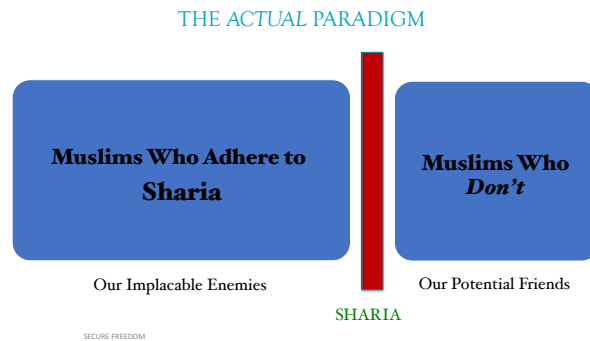 THE ACTUAL PARADIGM
Muslims Who Adhere to
Sharia
Muslims Who
Don't
Our Implacable Enemies
Our Potential Friends
SHARIA
SECURE FREEDOM